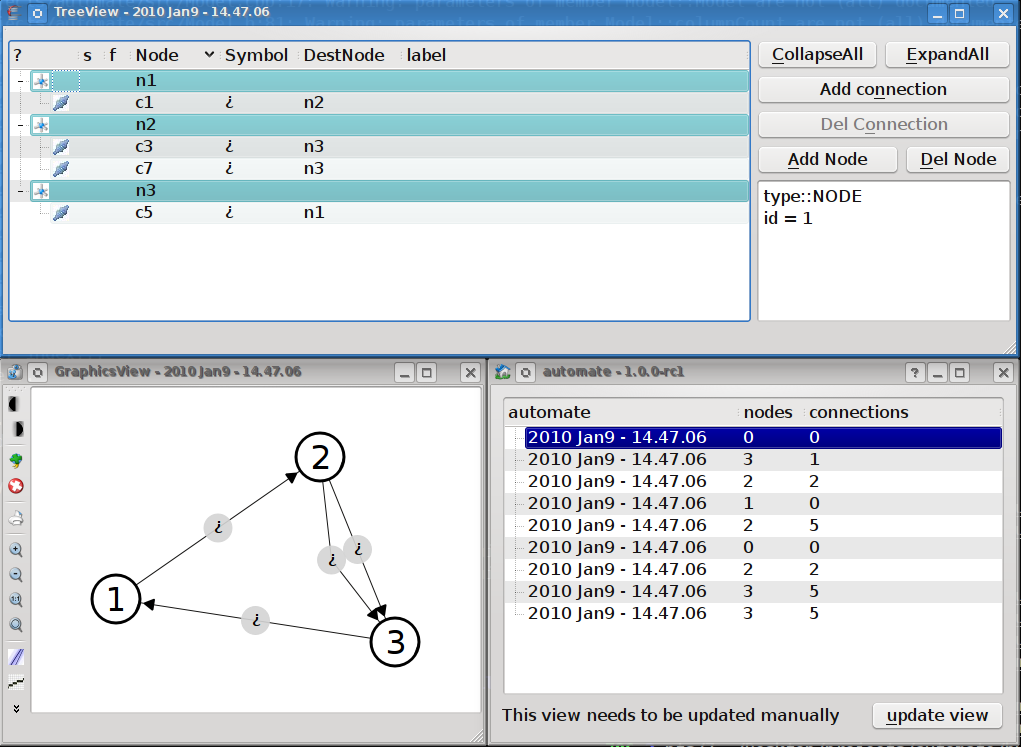 TreeView - 2010 Jan9 - 14.47.06
? s f Node Symbol DestNode label
n1
c1 ¿ n2
n2
c3 ¿ n3
c7 ¿ n3
n3
c5 ¿ n1
CollapseAll ExpandAll
Add connection
Del Connection
Add Node Del Node
type::NODE
id = 1
GraphicsView - 2010 Jan9 - 14.47.06
2
¿
¿
¿
1
¿
3
automate - 1.0.0-rc1
?
automate nodes connections
2010 Jan9 - 14.47.06 0 0
2010 Jan9 - 14.47.06 3 1
2010 Jan9 - 14.47.06 2 2
2010 Jan9 - 14.47.06 1 0
2010 Jan9 - 14.47.06 2 5
2010 Jan9 - 14.47.06 0 0
2010 Jan9 - 14.47.06 2 2
2010 Jan9 - 14.47.06 3 5
2010 Jan9 - 14.47.06 3 5
This view needs to be updated manually update view